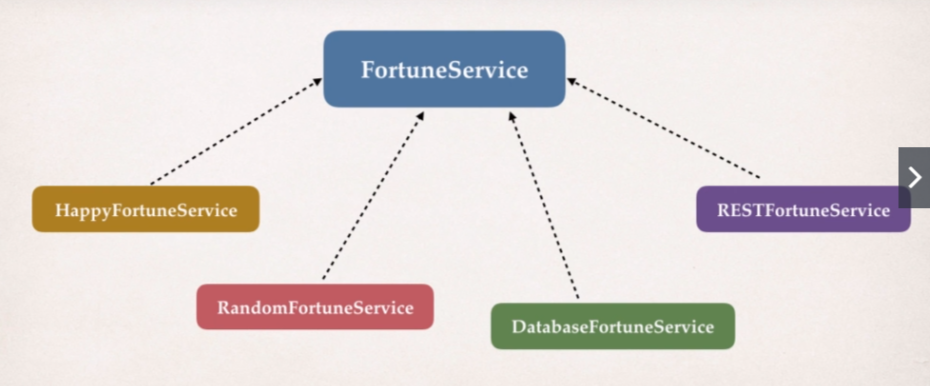 FortuneService
HappyFortuneService
RESTFortuneService
RandomFortuneService
DatabaseFortuneService